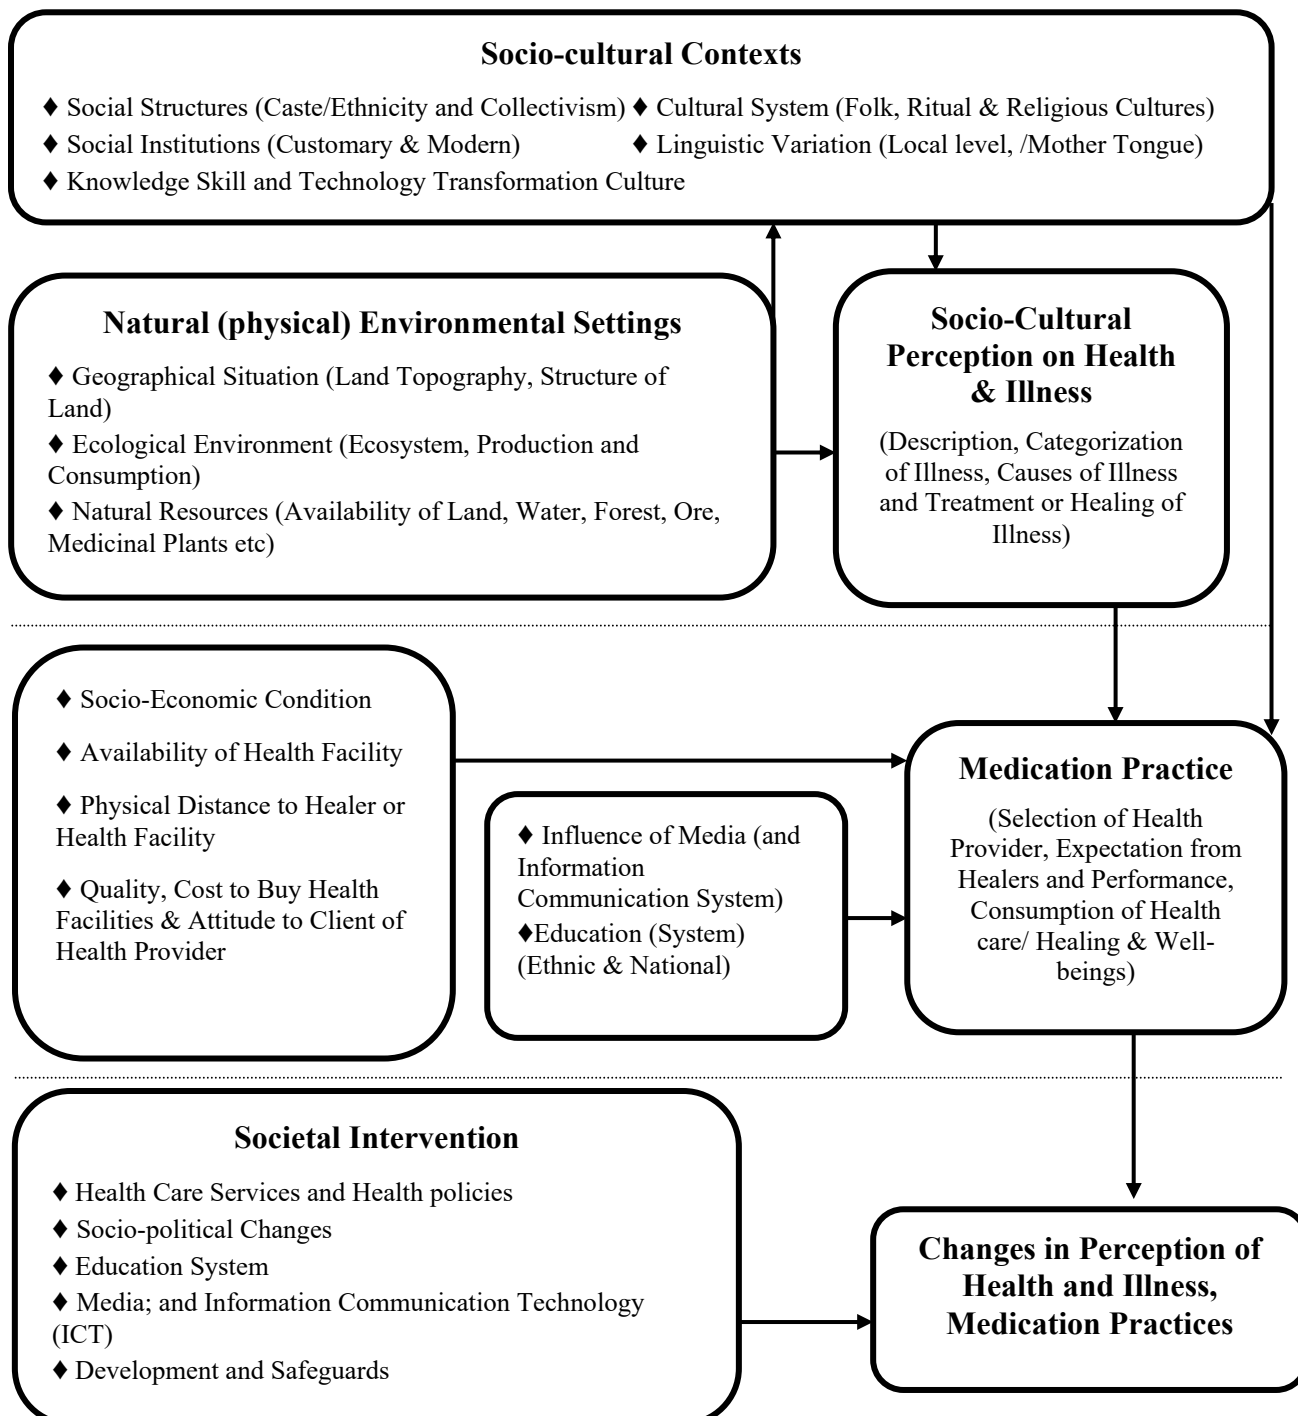 Socio-cultural Contexts
♦ Social Structures (Caste/Ethnicity and Collectivism) ♦ Cultural System (Folk, Ritual & Religious Cultures)
♦ Social Institutions (Customary & Modern) ♦ Linguistic Variation (Local level, /Mother Tongue)
♦ Knowledge Skill and Technology Transformation Culture
Natural (physical) Environmental Settings
♦ Geographical Situation (Land Topography, Structure of
Land)
♦ Ecological Environment (Ecosystem, Production and
Consumption)
♦ Natural Resources (Availability of Land, Water, Forest, Ore,
Medicinal Plants etc)
Socio-Cultural
Perception on Health
& Illness
(Description, Categorization
of Illness, Causes of Illness
and Treatment or Healing of
Illness)
♦ Socio-Economic Condition
♦ Availability of Health Facility
♦ Physical Distance to Healer or
Health Facility
♦ Quality, Cost to Buy Health
Facilities & Attitude to Client of
Health Provider
♦ Influence of Media (and
Information
Communication System)
♦Education (System)
(Ethnic & National)
Medication Practice
(Selection of Health
Provider, Expectation from
Healers and Performance,
Consumption of Health
care/ Healing & Well-
beings)
Societal Intervention
♦ Health Care Services and Health policies
♦ Socio-political Changes
♦ Education System
♦ Media; and Information Communication Technology
(ICT)
♦ Development and Safeguards
Changes in Perception of
Health and Illness,
Medication Practices